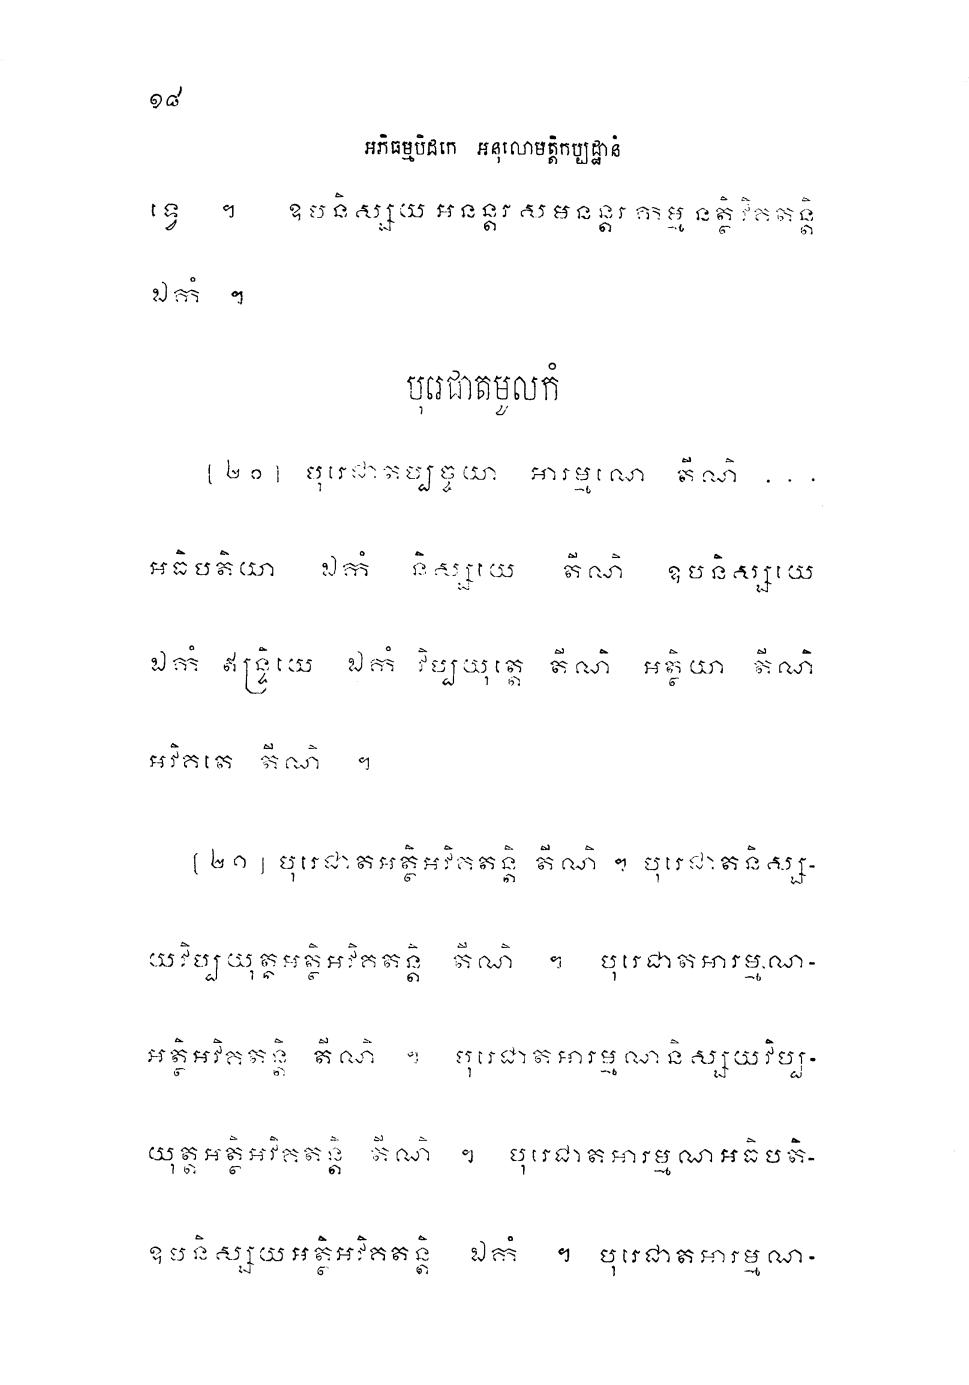 ១៨
អភិធម្មបិដកេ អនុលោមត្តិកប្បដ្ឋានំ
ទ្វេ ។ ឧបនិស្សយអនន្តរសមនន្តរកម្មនត្ថិវិគតន្តិ
ឯកំ ។
បុរេជាតមូលកំ
[២០] បុរេជាតប្បច្ចយា អារម្មណេ តីណិ ...
អធិបតិយា ឯកំ និស្សយេ តីណិ ឧបនិស្សយេ
ឯកំ ឥន្ទ្រិយេ ឯកំ វិប្បយុត្តេ តីណិ អត្ថិយា តីណិ
អវិគតេ តីណិ ។
[២១] បុរេជាតអត្ថិអវិគតន្តិ តីណិ ។ បុរេជាតនិស្ស-
យវិប្បយុត្តអត្ថិអវិគតន្តិ តីណិ ។ បុរេជាតអារម្មណ-
អត្ថិអវិគតន្តិ តីណិ ។ បុរេជាតអារម្មណនិស្សយវិប្ប-
យុត្តអត្ថិអវិគតន្តិ តីណិ ។ បុរេជាតអារម្មណអធិបតិ-
ឧបនិស្សយអត្ថិអវិគតន្តិ ឯកំ ។ បុរេជាតអារម្មណ-